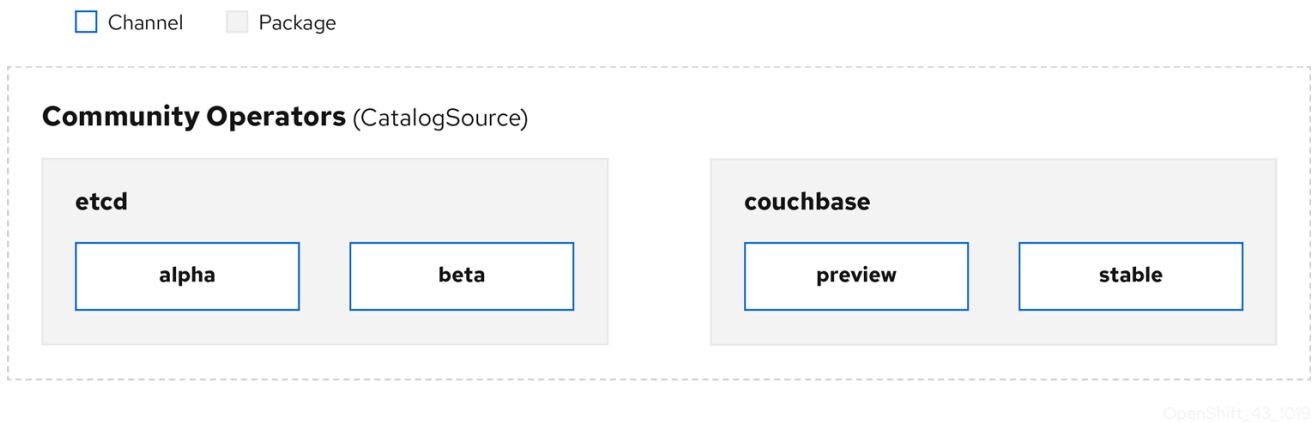 Channel Package
Community Operators (CatalogSource)
etcd couchbase
alpha beta preview stable
OpenShift_43_1019